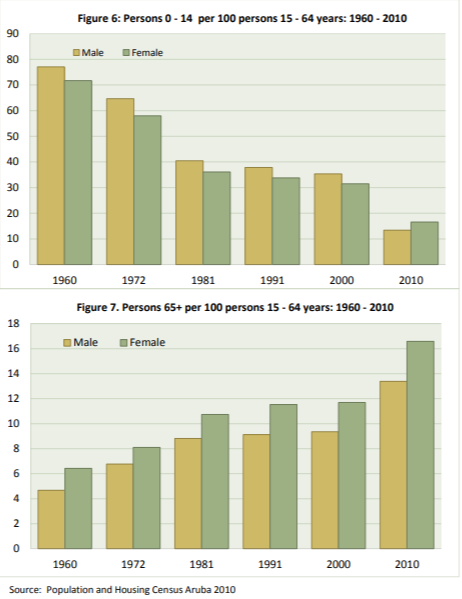 Figure 6: Persons 0 - 14 per 100 persons 15 - 64 years: 1960 - 2010
90
Male Female
80
70
60
50
40
30
20
10
0
1960 1972 1981 1991 2000 2010
Figure 7. Persons 65+ per 100 persons 15 - 64 years: 1960 - 2010
18
Male Female
16
14
12
10
8
6
4
2
0
1960 1972 1981 1991 2000 2010
Source: Population and Housing Census Aruba 2010